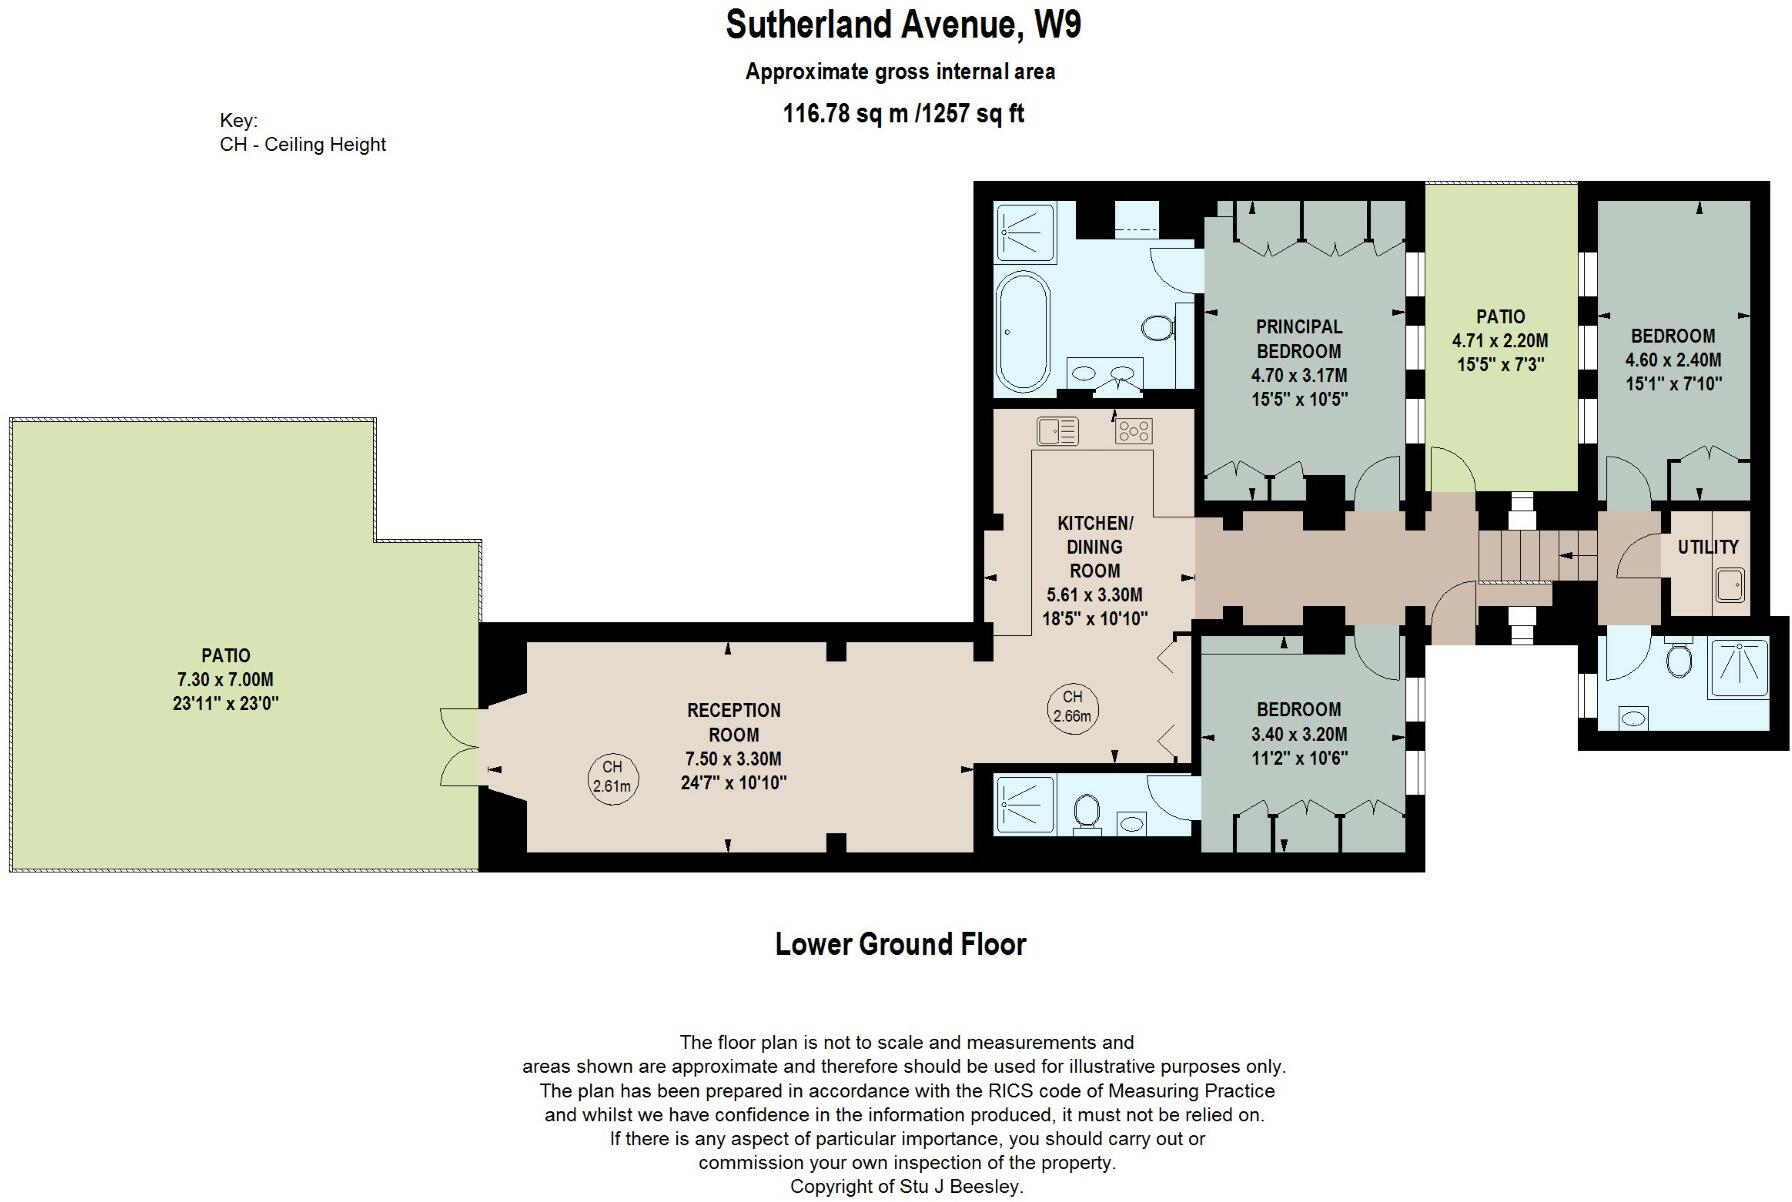 Sutherland Avenue, W9
Approximate gross internal area
116.78 sq m /1257 sq ft
Key:
CH - Ceiling Height
PRINCIPAL
BEDROOM
4.70 x 3.17M
15'5" x 10'5"
PATIO
4.71 x 2.20M
15'5" x 7'3"
BEDROOM
4.60 x 2.40M
15'1" x 7'10"
KITCHEN/
DINING
ROOM
5.61 x 3.30M
18'5" x 10'10"
UTILITY
PATIO
7.30 x 7.00M
23'11" x 23'0"
RECEPTION
ROOM
7.50 x 3.30M
24'7" x 10'10"
CH
2.61m
CH
2.66m
BEDROOM
3.40 x 3.20M
11'2" x 10'6"
Lower Ground Floor
The floor plan is not to scale and measurements and
areas shown are approximate and therefore should be used for illustrative purposes only.
The plan has been prepared in accordance with the RICS code of Measuring Practice
and whilst we have confidence in the information produced, it must not be relied on.
If there is any aspect of particular importance, you should carry out or
commission your own inspection of the property.
Copyright of Stu J Beesley.